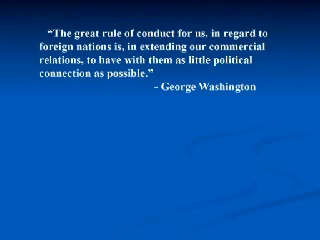 “The great rule of conduct for us, in regard to
foreign nations is, in extending our commercial
relations, to have with them as little political
connection as possible.”
- George Washington